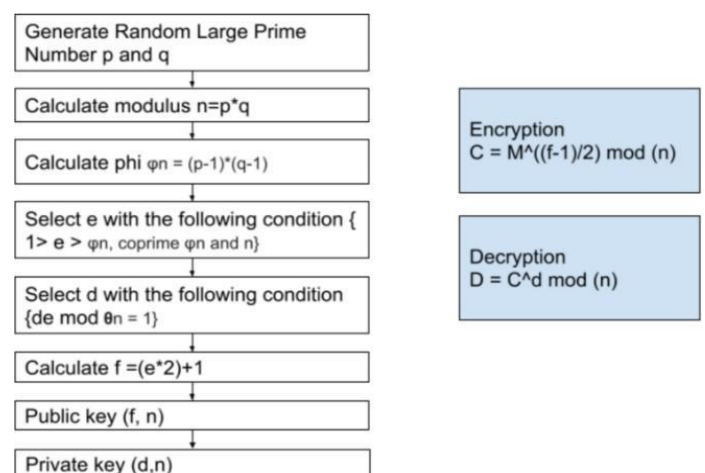 Generate Random Large Prime
Number p and q
Calculate modulus n=p*q
Calculate phi φn = (p-1)*(q-1)
Select e with the following condition {
1> e > φn, coprime φn and n}
Select d with the following condition
{de mod θn = 1}
Calculate f =(e*2)+1
Public key (f, n)
Private key (d,n)
Encryption
C = M^((f-1)/2) mod (n)
Decryption
D = C^d mod (n)